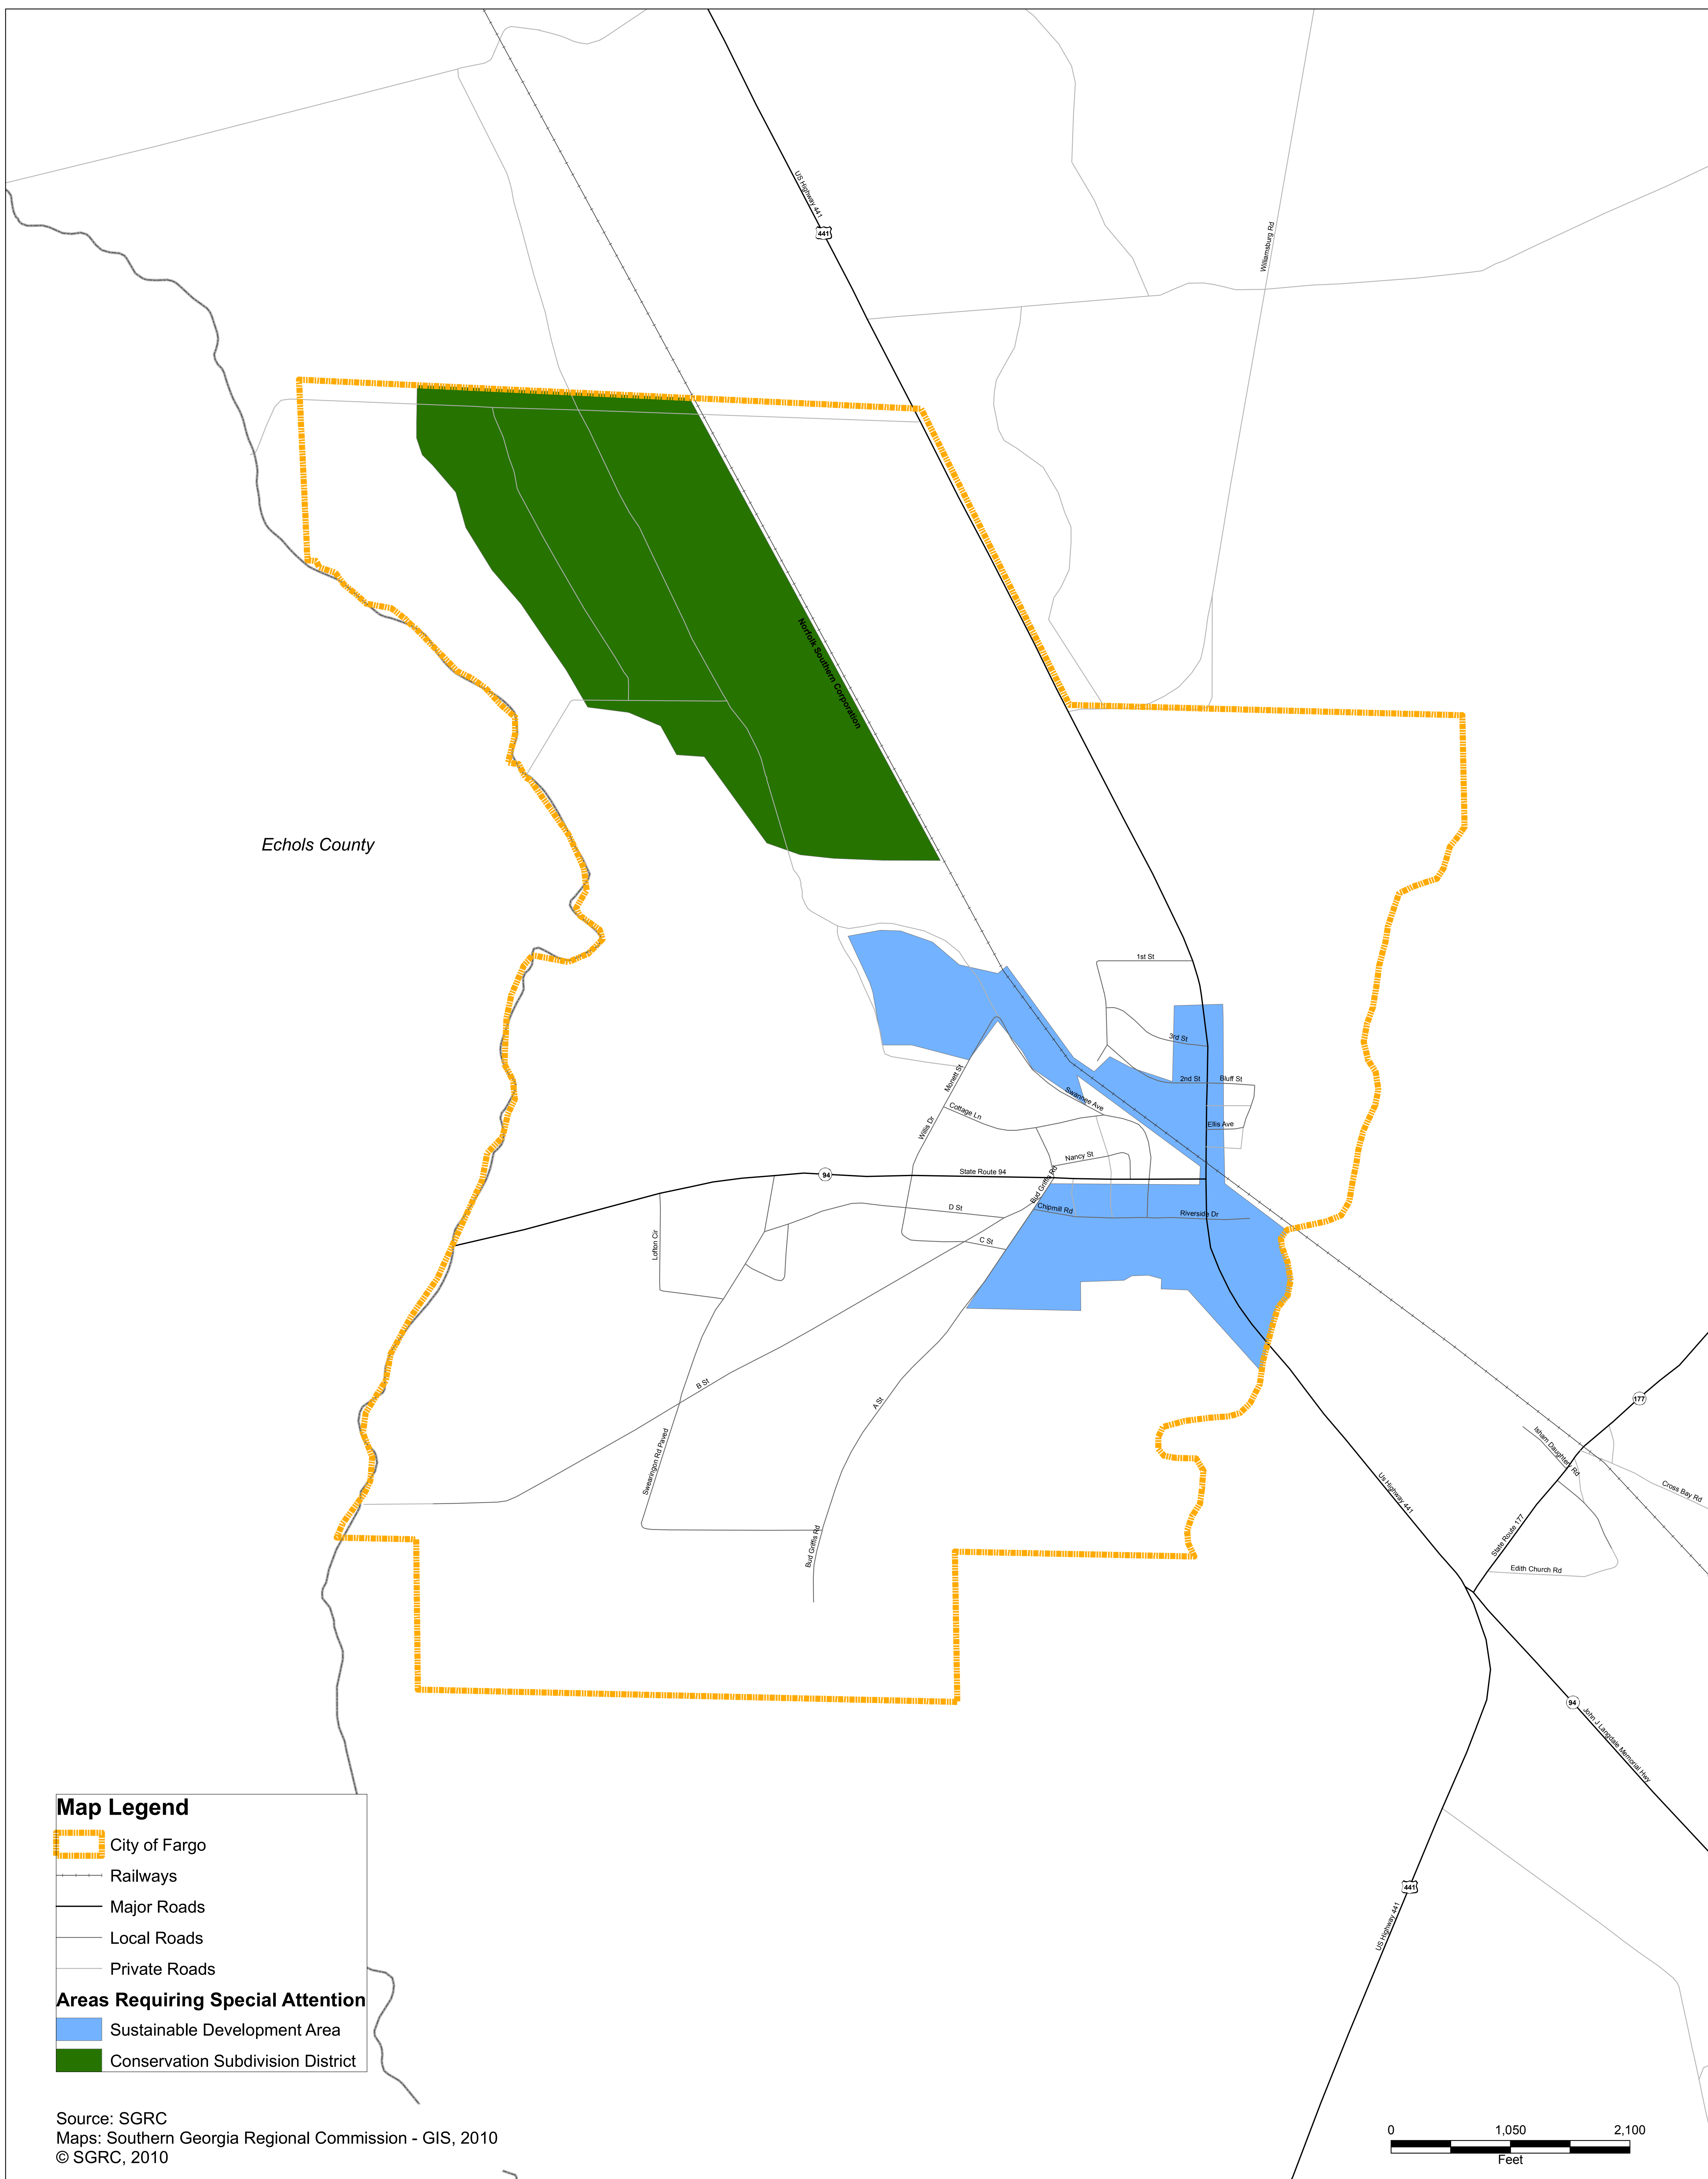 US Highway 441
441
Williamsburg Rd
Norfolk Southern Corporation
Echols County
1st St
3rd St
2nd St
Bluff St
Monett St
Swannee Ave
Cottage Ln
Ellis Ave
Willis Dr
Nancy St
94
State Route 94
Bud Griffis Rd
D St
Chipmill Rd
Riverside Dr
Lofton Cir
C St
B St
A St
177
Swearingon Rd Paved
Isham Daughtery Rd
Us Highway 441
Cross Bay Rd
State Route 177
Bud Griffis Rd
Edith Church Rd
94
John J Langdale Memorial Hwy
441
US Highway 441
Map Legend
City of Fargo
Railways
Major Roads
Local Roads
Private Roads
Areas Requiring Special Attention
Sustainable Development Area
Conservation Subdivision District
Source: SGRC
Maps: Southern Georgia Regional Commission - GIS, 2010
© SGRC, 2010
0 1,050 2,100
Feet